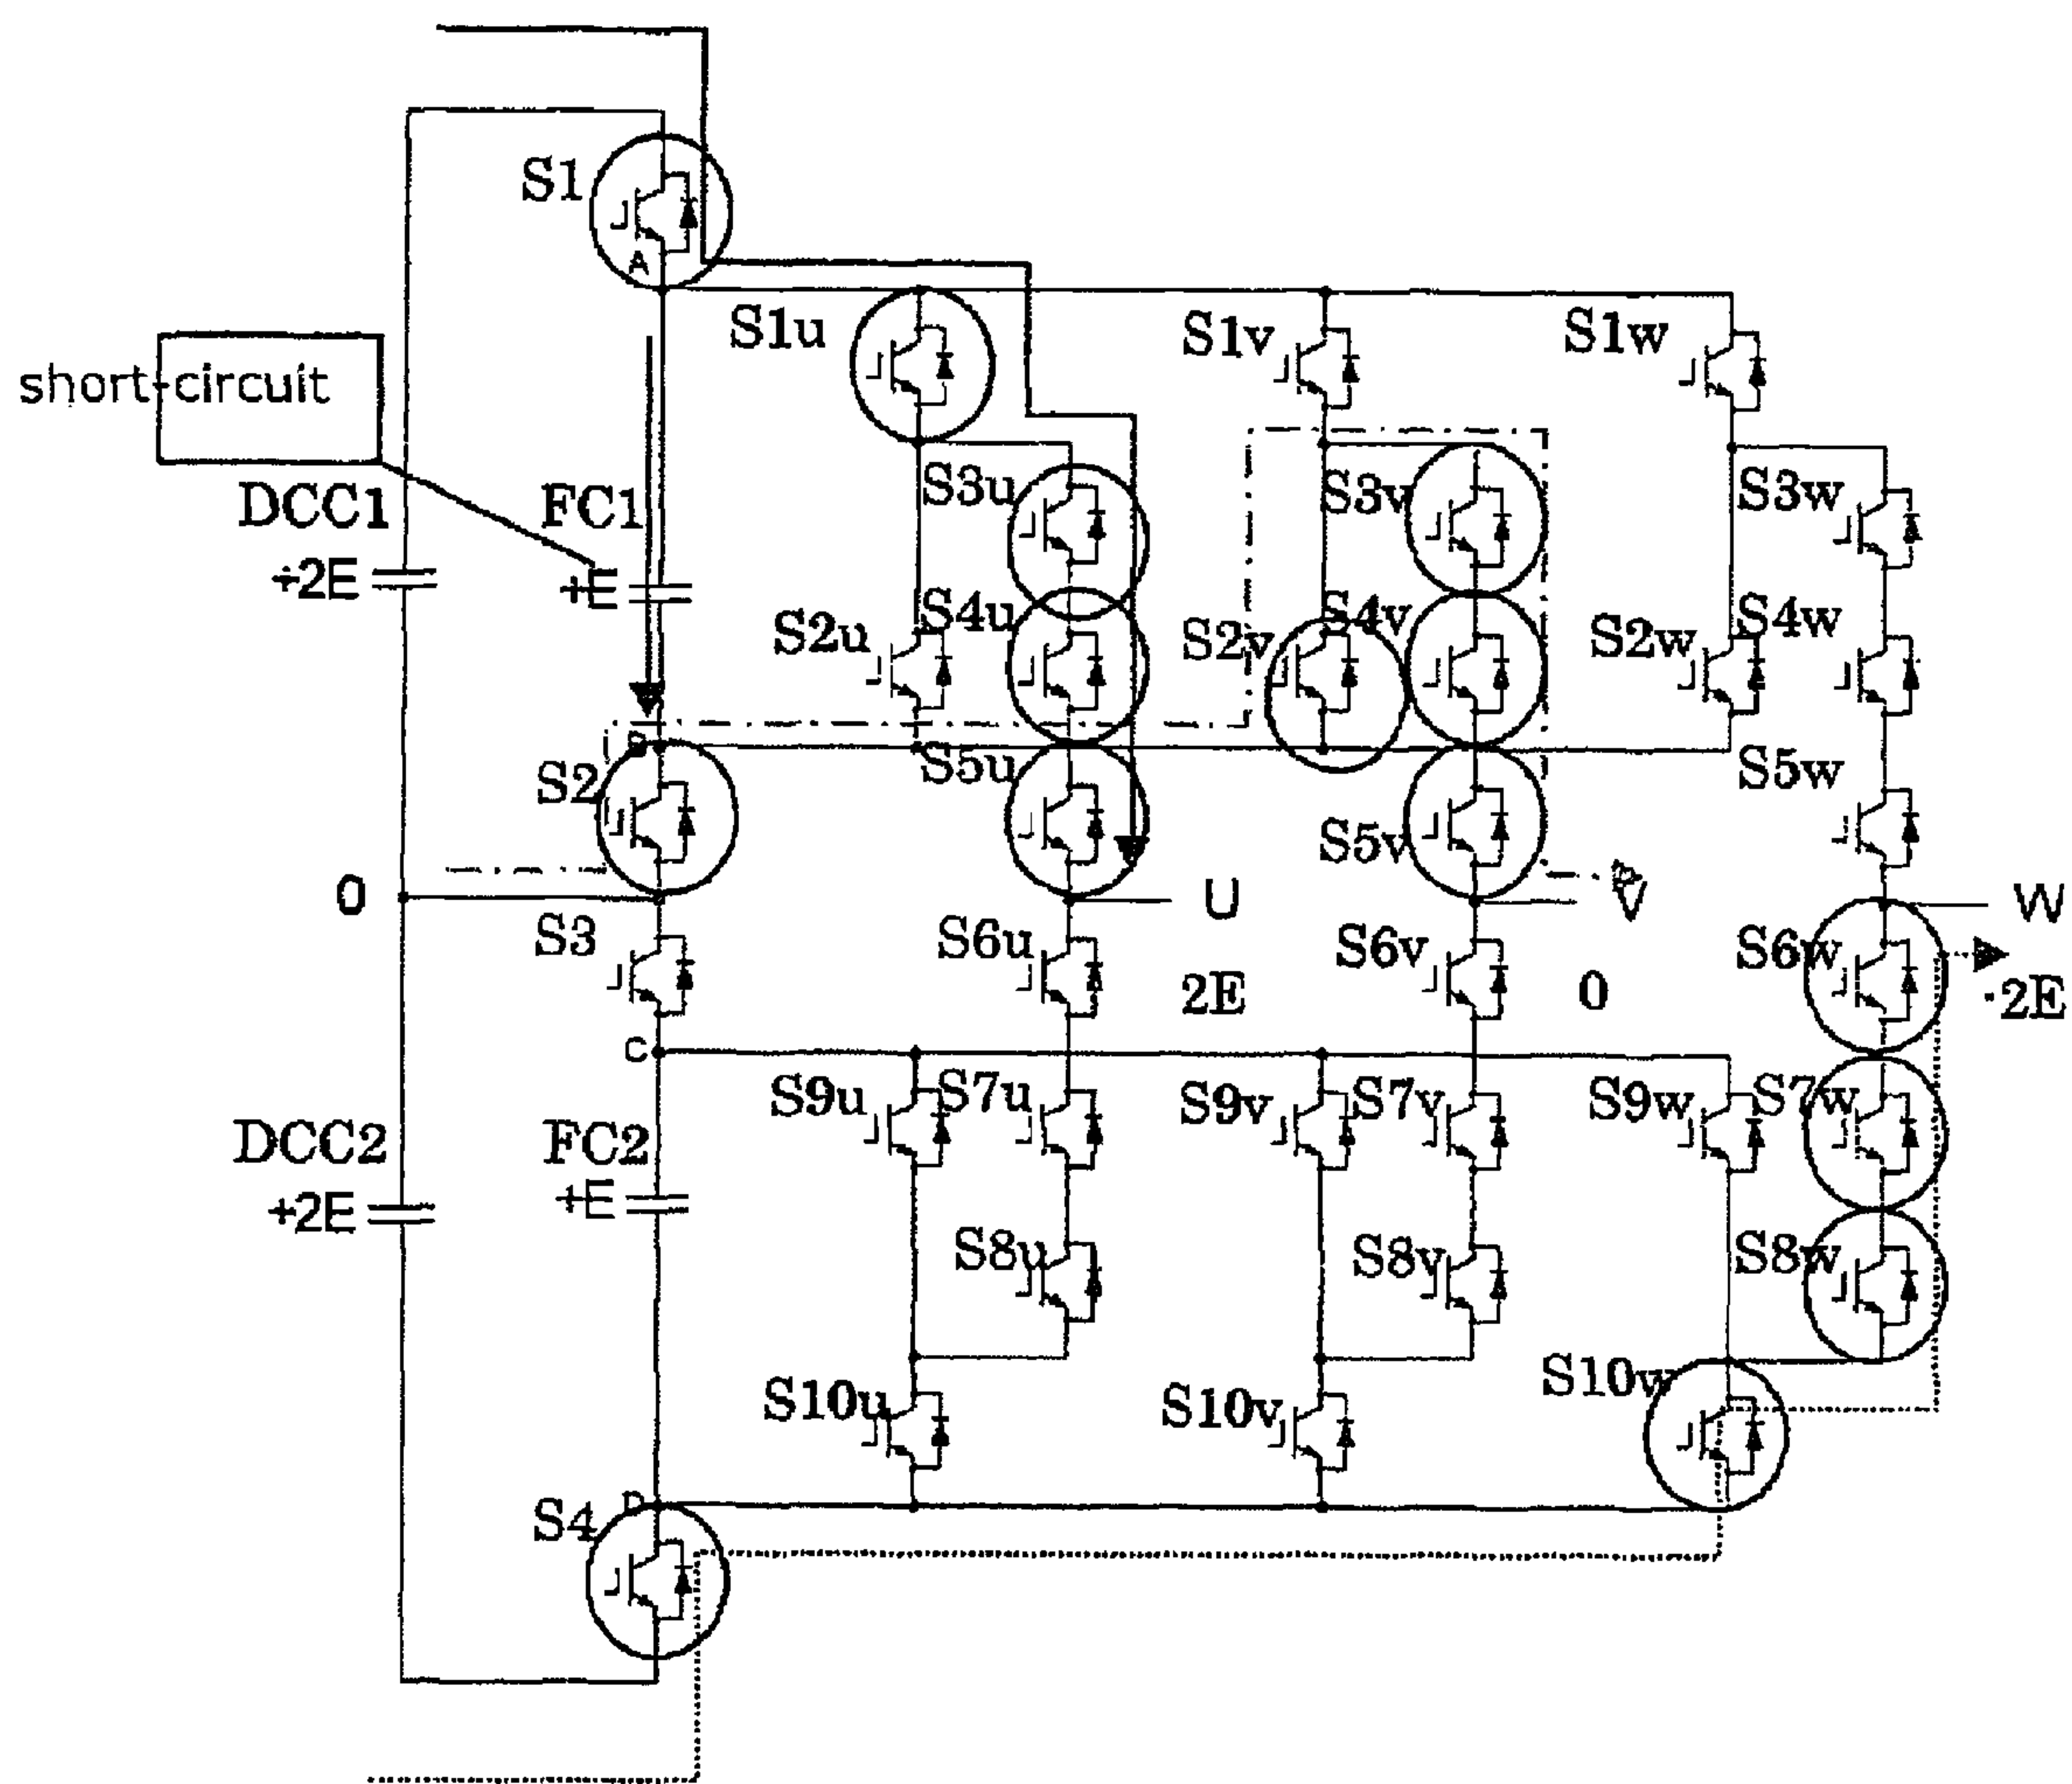 S1
A
S1u
S1v
S1w
short-circuit
S3u
S3v
S3w
DCC1
FC1
+2E
+E
S2u
S4u
S2v
S4v
S2w
S4w
B
S2
S5u
S5v
S5w
0
U
V
W
S3
S6u
S6v
S6w
2E
0
-2E
C
S9u
S7u
S9v
S7v
S9w
S7w
DCC2
FC2
+2E
+E
S8u
S8v
S8w
S10u
S10v
S10w
D
S4